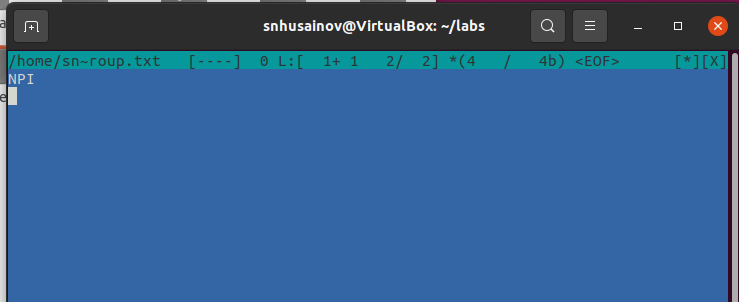 snhusainov@VirtualBox: ~/labs
/home/sn~roup.txt   [----]  0 L:[  1+ 1   2/  2] *(4   /   4b) <EOF>      [*][X]
NPI